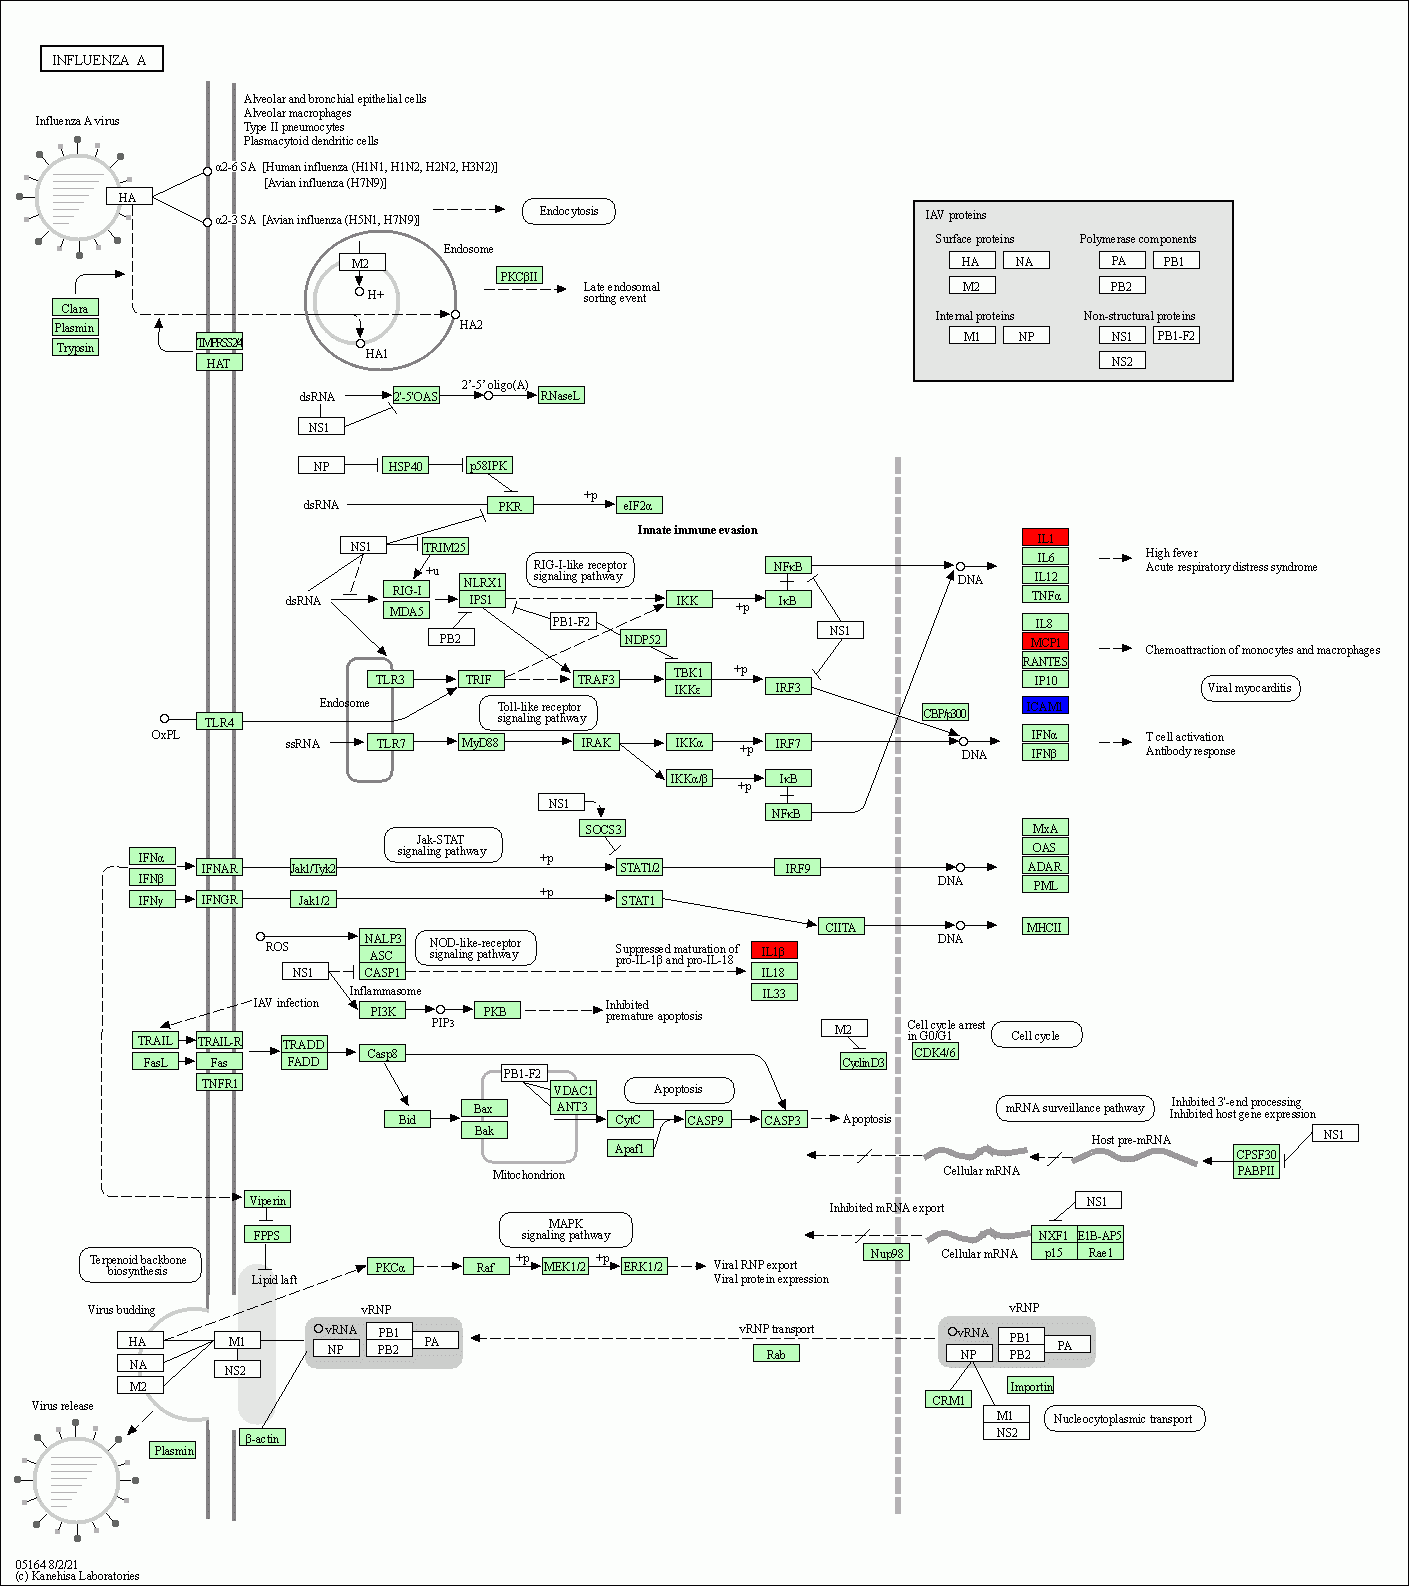 INFLUENZA A
Alveolar and bronchial epithelial cells
Alveolar macrophages
Type II pneumocytes
Plasmacytoid dendritic cells
Influenza A virus
α2-6 SA [Human influenza (H1N1, H1N2, H2N2, H3N2)]
[Avian influenza (H7N9)]
HA
α2-3 SA [Avian influenza (H5N1, H7N9)]
Endocytosis
Endosome
M2
H+
PKCβII
Late endosomal
sorting event
HA2
HA1
Clara
Plasmin
Trypsin
TMPRSS2/4
HAT
IAV proteins
Surface proteins
HA
NA
M2
Polymerase components
PA
PB1
PB2
Internal proteins
M1
NP
Non-structural proteins
NS1
PB1-F2
NS2
dsRNA
2'-5'OAS
2'-5' oligo(A)
RNaseL
NS1
NP
HSP40
p58IPK
dsRNA
PKR
+p
eIF2α
Innate immune evasion
NS1
TRIM25
+u
RIG-I
MDA5
dsRNA
NLRX1
IPS1
RIG-I-like receptor
signaling pathway
PB2
PB1-F2
NDP52
IKK
+p
NFκB
IκB
NS1
DNA
IL1
IL6
IL12
TNFα
High fever
Acute respiratory distress syndrome
IL8
MCP1
RANTES
IP10
Chemoattraction of monocytes and macrophages
Viral myocarditis
Endosome
TLR3
TRIF
TRAF3
TBK1
IKKε
+p
IRF3
Toll-like receptor
signaling pathway
OxPL
TLR4
ssRNA
TLR7
MyD88
IRAK
IKKα
+p
IRF7
CBP/p300
DNA
IFNα
IFNβ
T cell activation
Antibody response
IKKα/β
+p
IκB
NFκB
NS1
SOCS3
Jak-STAT
signaling pathway
IFNα
IFNβ
IFNAR
Jak1/Tyk2
+p
STAT1/2
IRF9
DNA
MxA
OAS
ADAR
PML
IFNγ
IFNGR
Jak1/2
+p
STAT1
CIITA
DNA
MHCII
ROS
NALP3
ASC
CASP1
NOD-like-receptor
signaling pathway
NS1
Inflammasome
Suppressed maturation of
pro-IL-1β and pro-IL-18
IL1β
IL18
IL33
IAV infection
PI3K
PIP3
PKB
Inhibited
premature apoptosis
TRAIL
FasL
TRAIL-R
Fas
TNFR1
TRADD
FADD
Casp8
M2
CyclinD3
Cell cycle arrest
in G0/G1
CDK4/6
Cell cycle
PB1-F2
VDAC1
ANT3
Apoptosis
Bid
Bax
Bak
CytC
Apaf1
CASP9
CASP3
Apoptosis
Mitochondrion
mRNA surveillance pathway
Inhibited 3'-end processing
Inhibited host gene expression
NS1
Host pre-mRNA
CPSF30
PABPII
Cellular mRNA
Viperin
FPPS
Lipid laft
Terpenoid backbone
biosynthesis
MAPK
signaling pathway
PKCα
Raf
+p
MEK1/2
+p
ERK1/2
Viral RNP export
Viral protein expression
Inhibited mRNA export
Nup98
Cellular mRNA
NS1
NXF1
E1B-AP5
p15
Rae1
Virus budding
HA
NA
M2
M1
NS2
vRNP
vRNA
NP
PB1
PB2
PA
vRNP transport
Rab
vRNP
vRNA
NP
PB1
PB2
PA
CRM1
Importin
M1
NS2
Nucleocytoplasmic transport
Virus release
Plasmin
β-actin
05164 8/2/21
(c) Kanehisa Laboratories